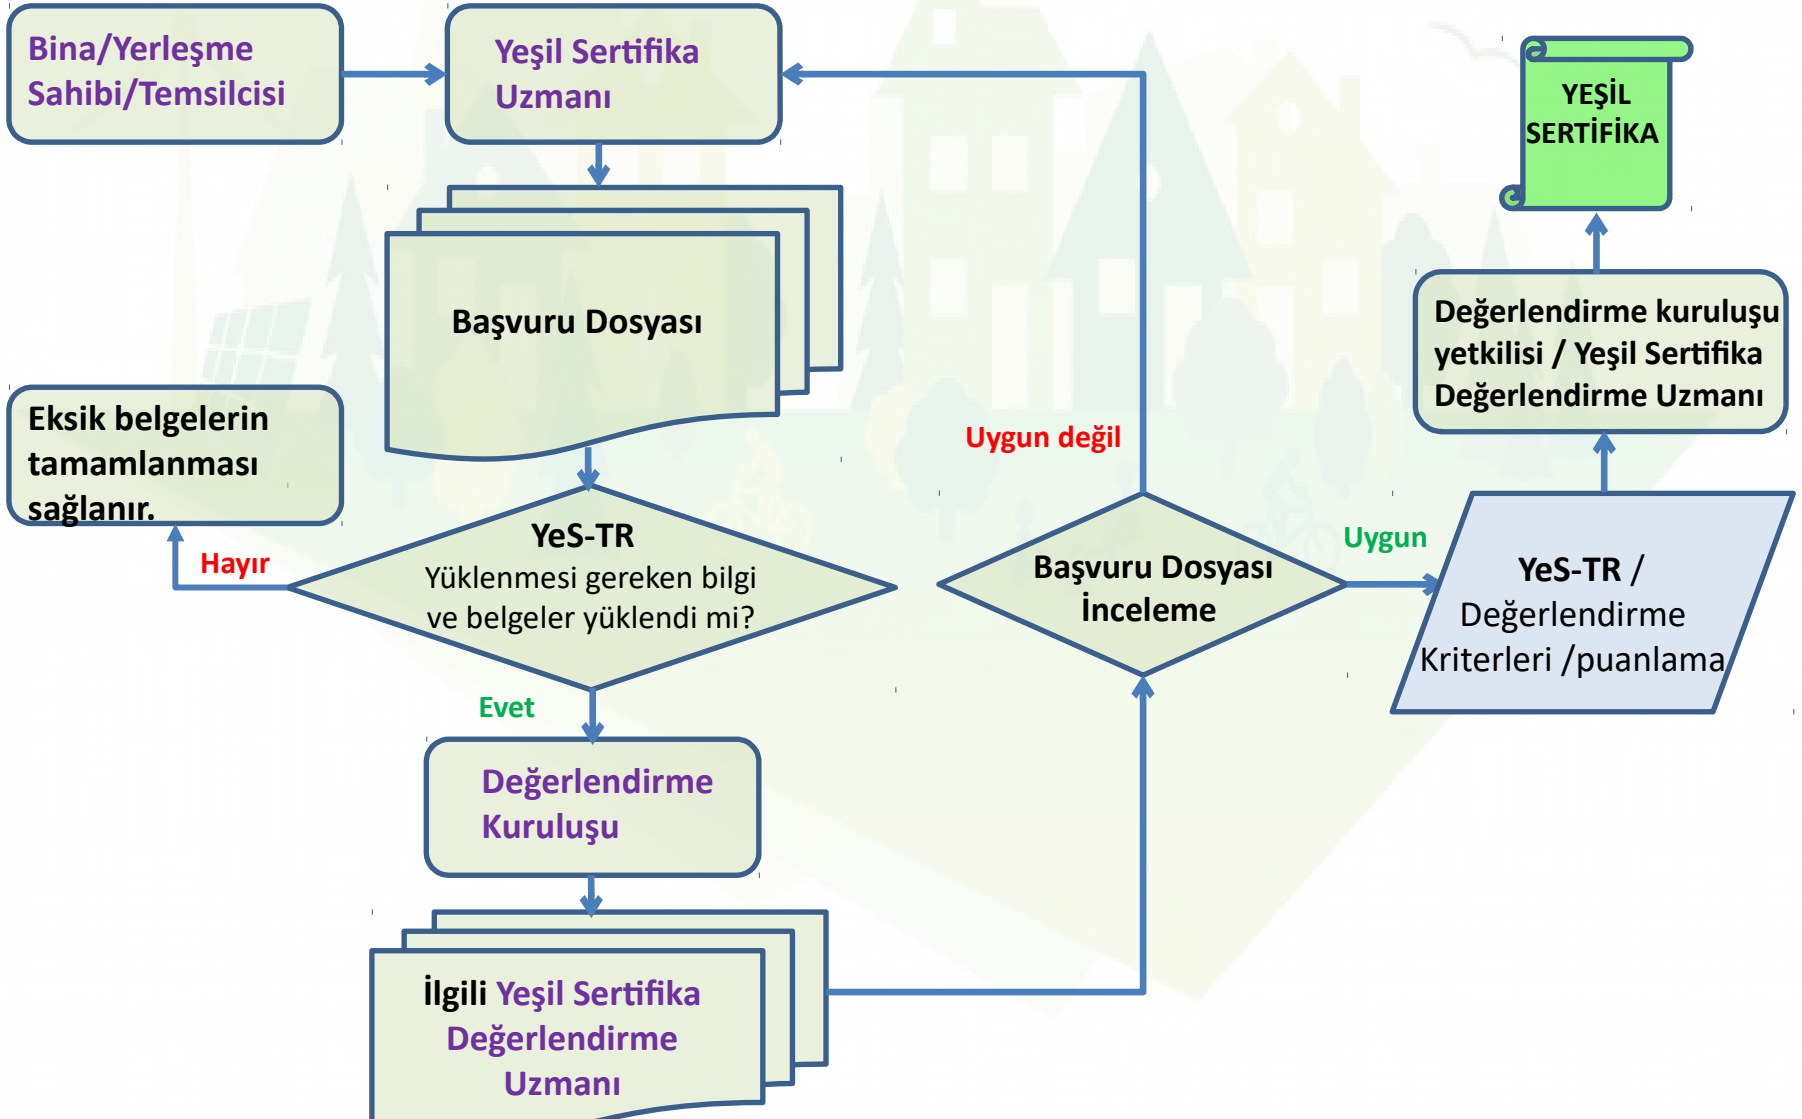 Bina/Yerleşme
Sahibi/Temsilcisi
Yeşil Sertifika
Uzmanı
YEŞİL
SERTİFİKA
Başvuru Dosyası
Değerlendirme kuruluşu
yetkilisi / Yeşil Sertifika
Değerlendirme Uzmanı
Eksik belgelerin
tamamlanması
sağlanır.
Uygun değil
Hayır
YeS-TR
Yüklenmesi gereken bilgi
ve belgeler yüklendi mi?
Başvuru Dosyası
İnceleme
Uygun
YeS-TR /
Değerlendirme
Kriterleri /puanlama
Evet
Değerlendirme
Kuruluşu
İlgili Yeşil Sertifika
Değerlendirme
Uzmanı